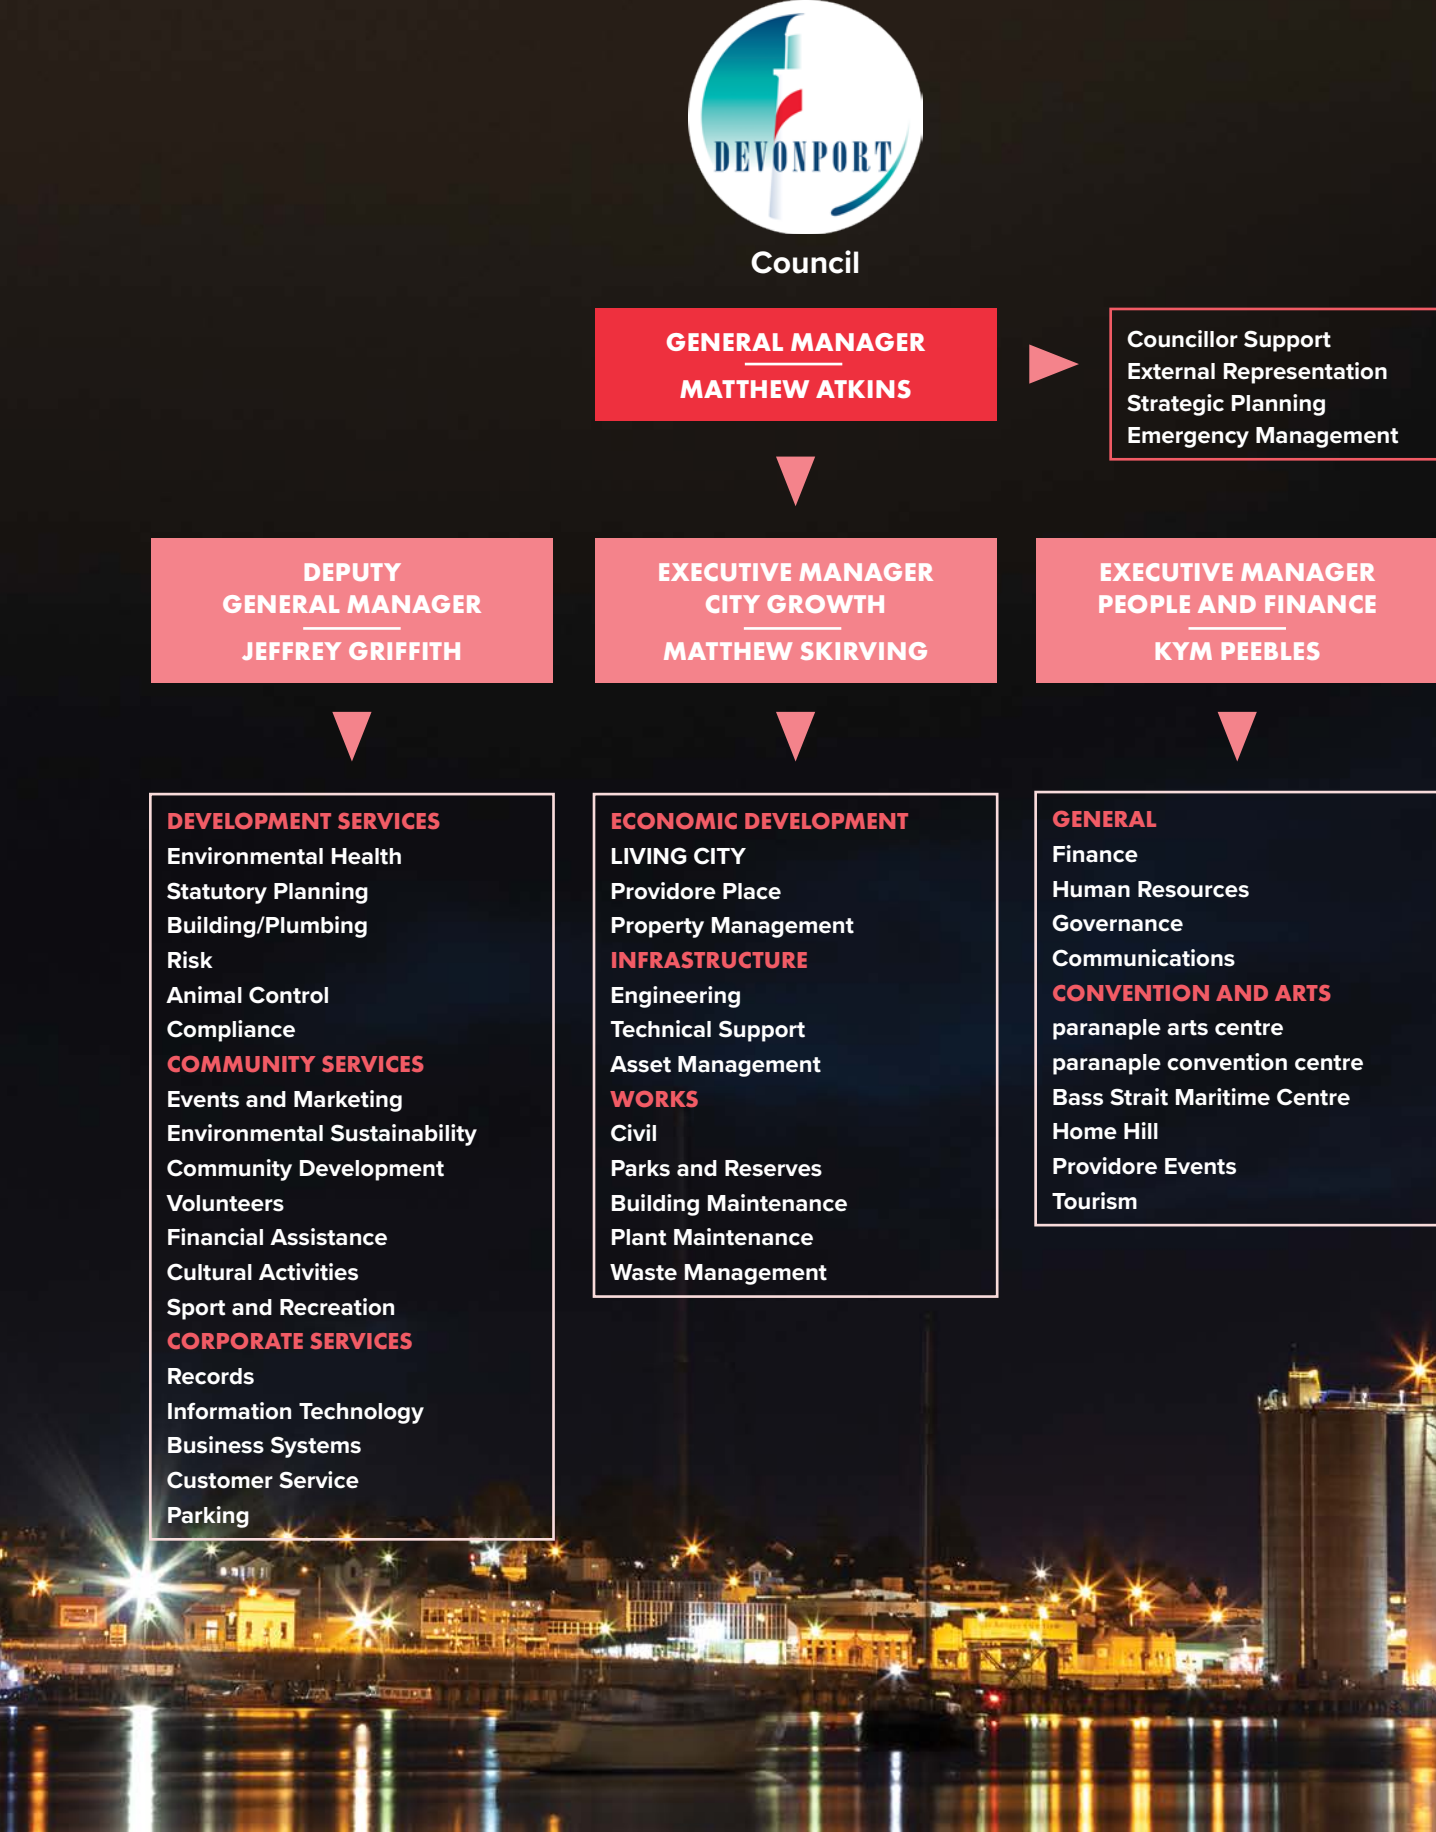 DEVONPORT
Council
GENERAL MANAGER
MATTHEW ATKINS
Councillor Support
External Representation
Strategic Planning
Emergency Management
DEPUTY
GENERAL MANAGER
JEFFREY GRIFFITH
EXECUTIVE MANAGER
CITY GROWTH
MATTHEW SKIRVING
EXECUTIVE MANAGER
PEOPLE AND FINANCE
KYM PEEBLES
DEVELOPMENT SERVICES
Environmental Health
Statutory Planning
Building/Plumbing
Risk
Animal Control
Compliance
COMMUNITY SERVICES
Events and Marketing
Environmental Sustainability
Community Development
Volunteers
Financial Assistance
Cultural Activities
Sport and Recreation
CORPORATE SERVICES
Records
Information Technology
Business Systems
Customer Service
Parking
ECONOMIC DEVELOPMENT
LIVING CITY
Providore Place
Property Management
INFRASTRUCTURE
Engineering
Technical Support
Asset Management
WORKS
Civil
Parks and Reserves
Building Maintenance
Plant Maintenance
Waste Management
GENERAL
Finance
Human Resources
Governance
Communications
CONVENTION AND ARTS
paranaple arts centre
paranaple convention centre
Bass Strait Maritime Centre
Home Hill
Providore Events
Tourism